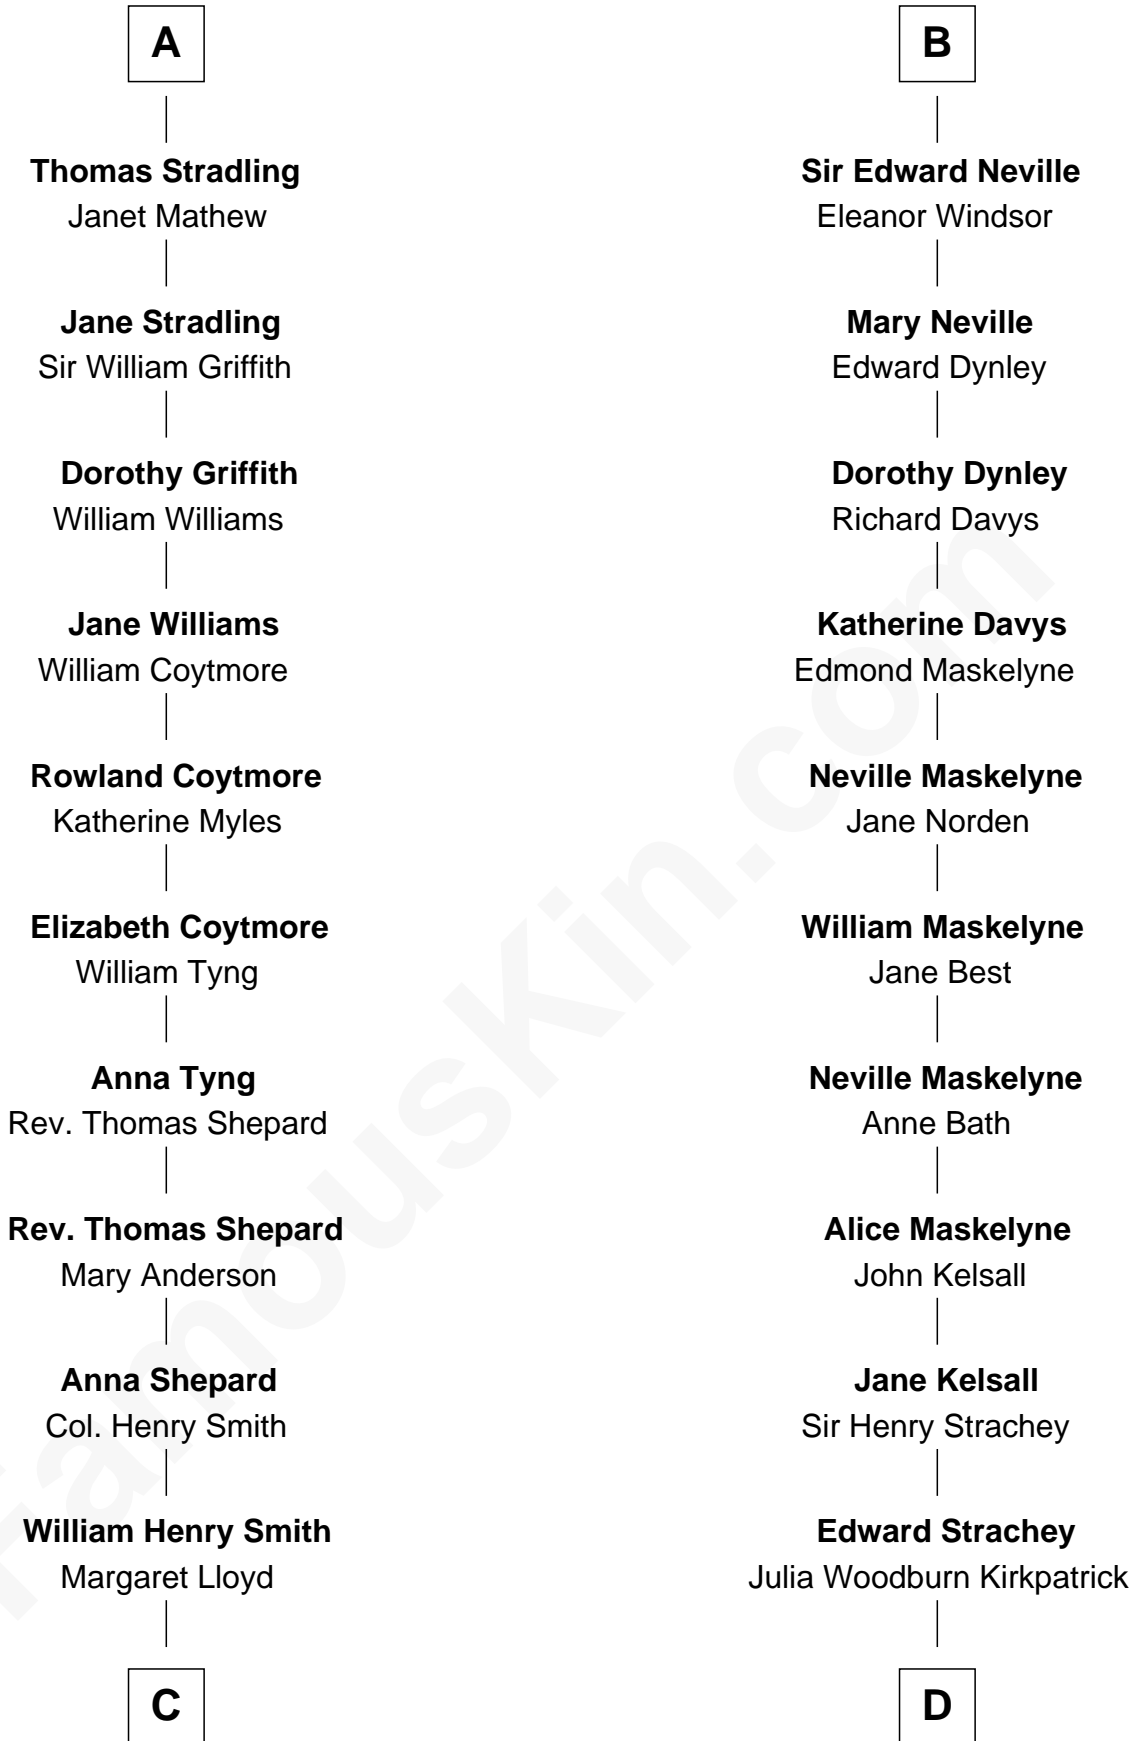 A
Thomas Stradling
Janet Mathew
Jane Stradling
Sir William Griffith
Dorothy Griffith
William Williams
Jane Williams
William Coytmore
Rowland Coytmore
Katherine Myles
Elizabeth Coytmore
William Tyng
Anna Tyng
Rev. Thomas Shepard
Rev. Thomas Shepard
Mary Anderson
Anna Shepard
Col. Henry Smith
William Henry Smith
Margaret Lloyd
C
B
Sir Edward Neville
Eleanor Windsor
Mary Neville
Edward Dynley
Dorothy Dynley
Richard Davys
Katherine Davys
Edmond Maskelyne
Neville Maskelyne
Jane Norden
William Maskelyne
Jane Best
Neville Maskelyne
Anne Bath
Alice Maskelyne
John Kelsall
Jane Kelsall
Sir Henry Strachey
Edward Strachey
Julia Woodburn Kirkpatrick
D
FamousKin.com